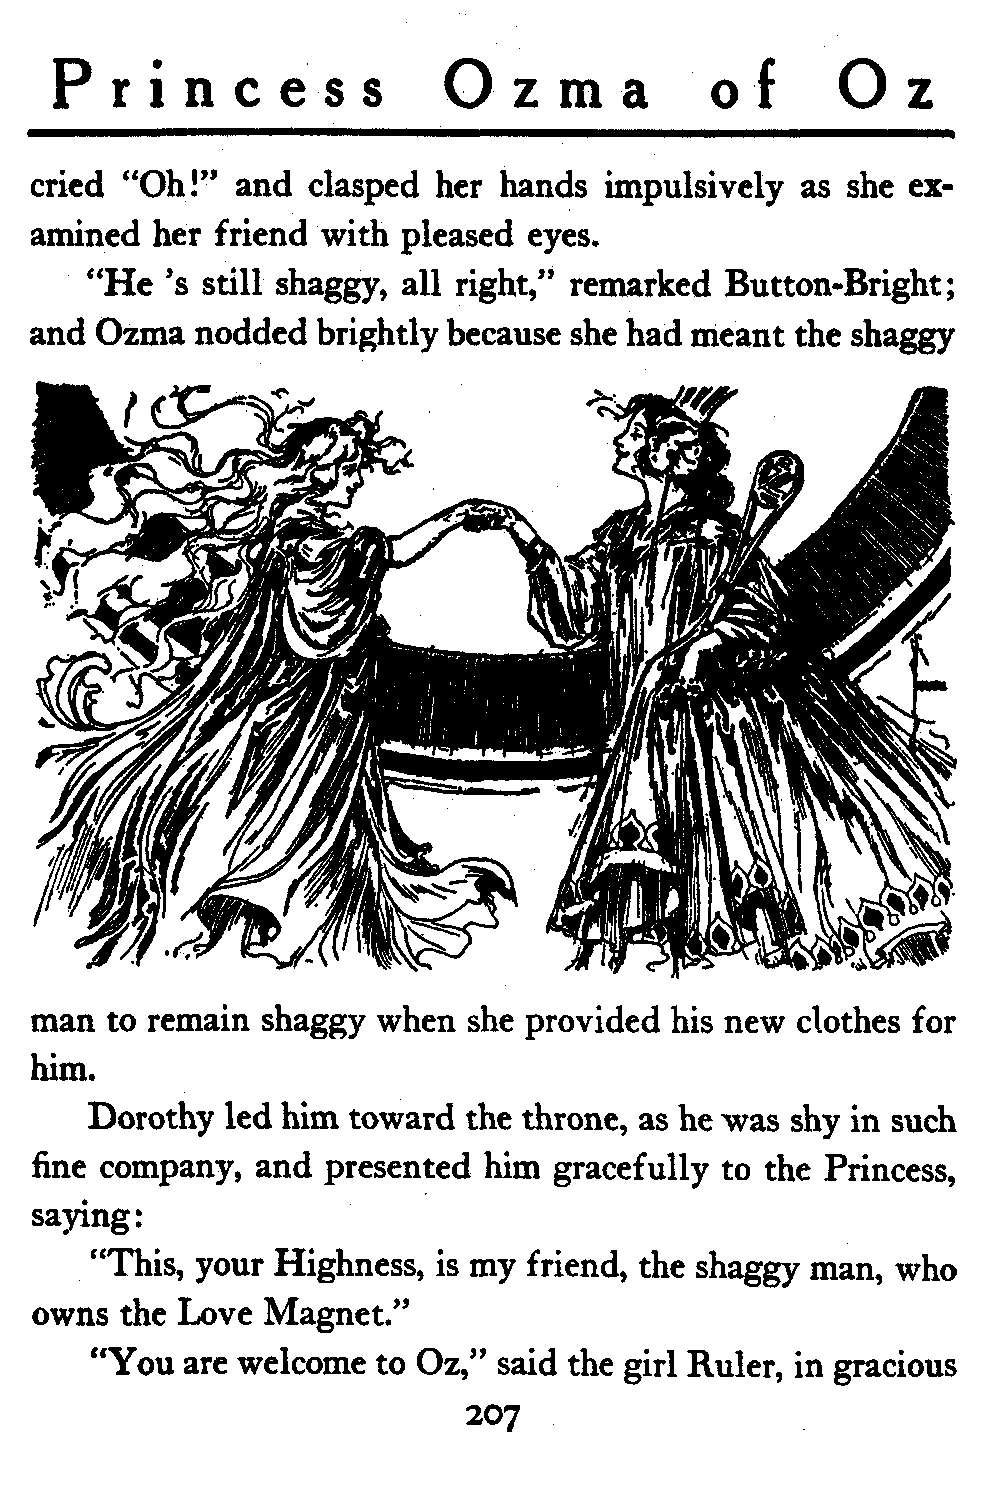 Princess Ozma of Oz
cried “Oh!” and clasped her hands impulsively as she ex-
amined her friend with pleased eyes.
“He ’s still shaggy, all right,” remarked Button-Bright;
and Ozma nodded brightly because she had meant the shaggy
man to remain shaggy when she provided his new clothes for
him.
Dorothy led him toward the throne, as he was shy in such
fine company, and presented him gracefully to the Princess,
saying:
“This, your Highness, is my friend, the shaggy man, who
owns the Love Magnet.”
“You are welcome to Oz,” said the girl Ruler, in gracious
207